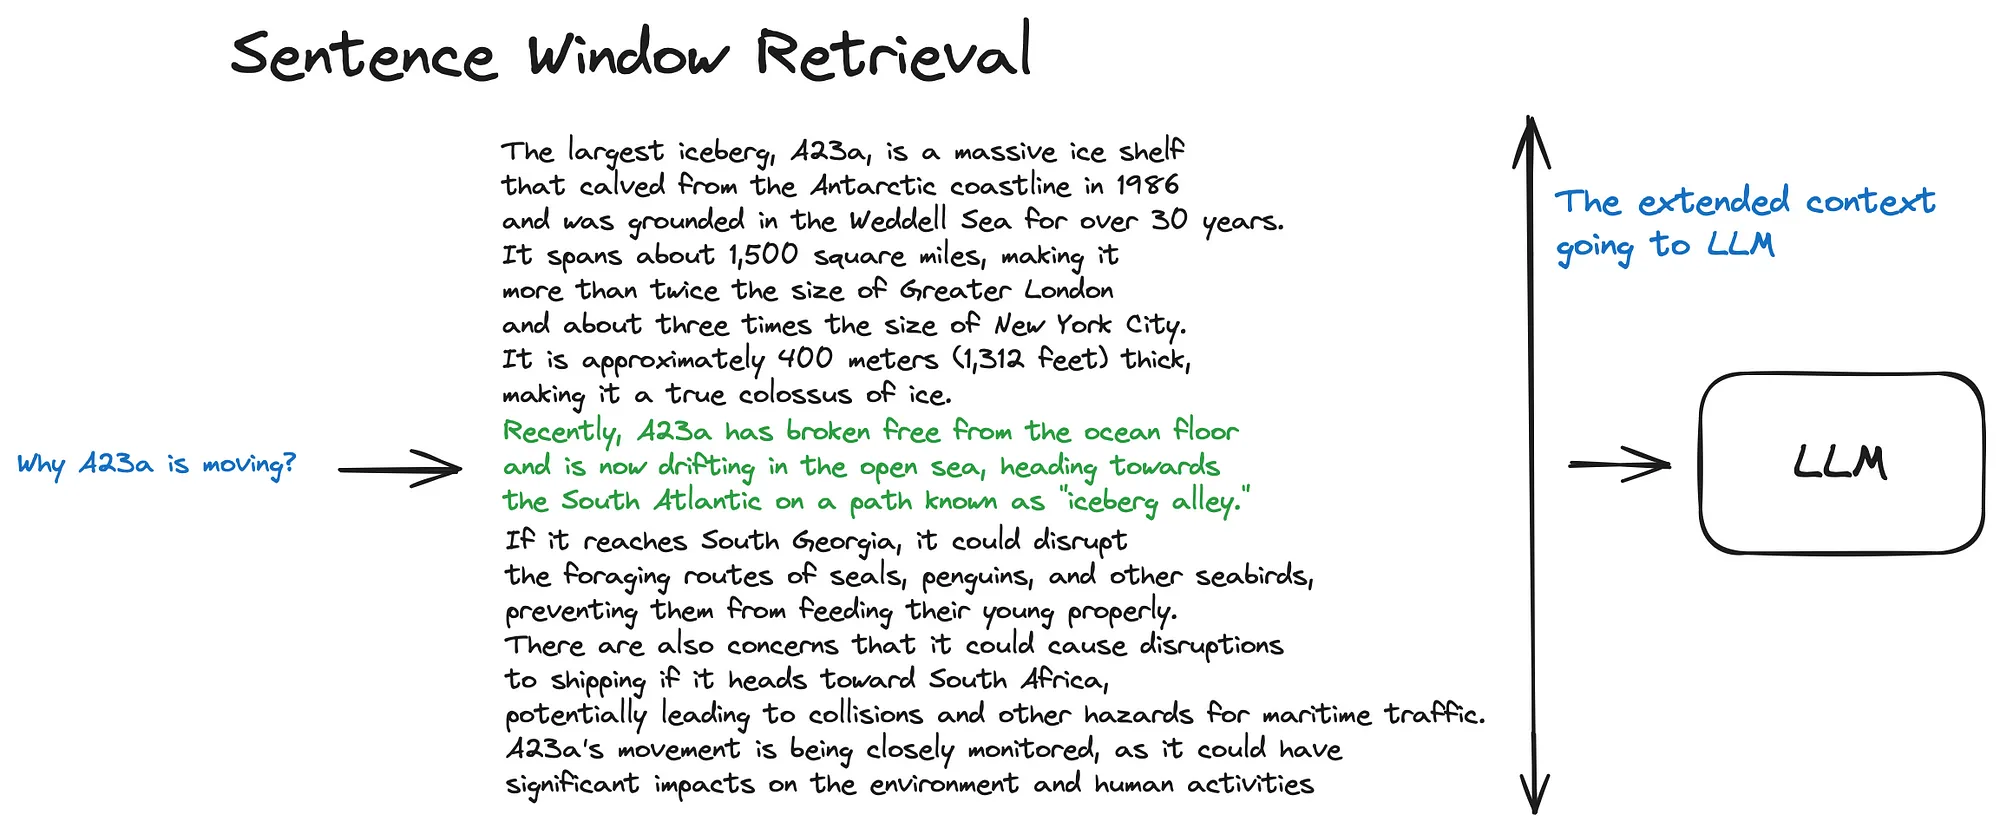 Sentence Window Retrieval
The largest iceberg, A23a, is a massive ice shelf
that calved from the Antarctic coastline in 1986
and was grounded in the Weddell Sea for over 30 years.
It spans about 1,500 square miles, making it
more than twice the size of Greater London
and about three times the size of New York City.
It is approximately 400 meters (1,312 feet) thick,
making it a true colossus of ice.
Recently, A23a has broken free from the ocean floor
and is now drifting in the open sea, heading towards
the South Atlantic on a path known as "iceberg alley."
If it reaches South Georgia, it could disrupt
the foraging routes of seals, penguins, and other seabirds,
preventing them from feeding their young properly.
There are also concerns that it could cause disruptions
to shipping if it heads toward South Africa,
potentially leading to collisions and other hazards for maritime traffic.
A23a's movement is being closely monitored, as it could have
significant impacts on the environment and human activities
Why A23a is moving?
The extended context
going to LLM
LLM